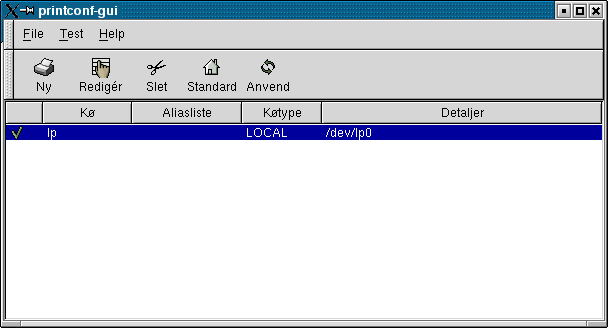 printconf-gui
File Test Help
Ny Redigér Slet Standard Anvend
Kø Aliasliste Køtype Detaljer
lp LOCAL /dev/lp0